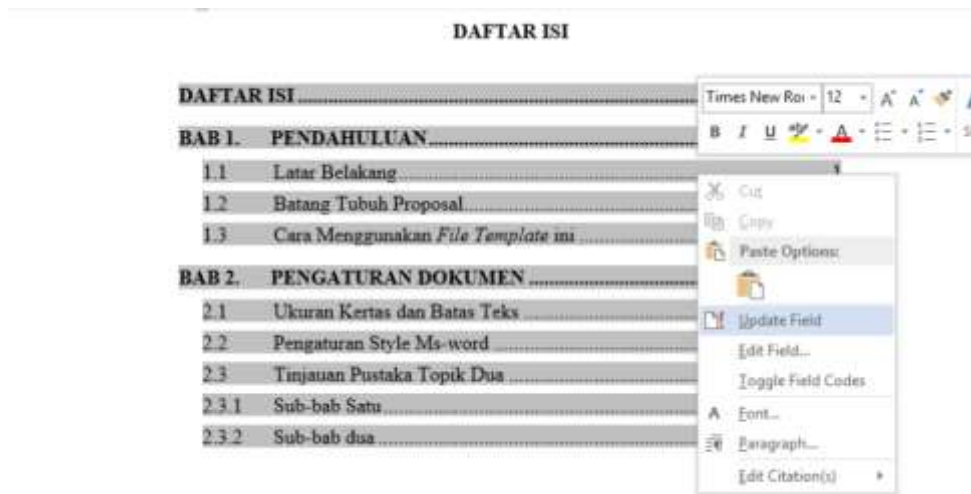 DAFTAR ISI
DAFTAR ISI
BAB 1. PENDAHULUAN
1.1 Latar Belakang 1
1.2 Batang Tubuh Proposal
1.3 Cara Menggunakan File Template ini
BAB 2. PENGATURAN DOKUMEN
2.1 Ukuran Kertas dan Batas Teks
2.2 Pengaturan Style Ms-word
2.3 Tinjauan Pustaka Topik Dua
2.3.1 Sub-bab Satu
2.3.2 Sub-bab dua
Times New Ro 12 A A
B I U aby A
Cut
Copy
Paste Options:
Update Field
Edit Field...
Toggle Field Codes
A Font...
Paragraph...
Edit Citation(s)